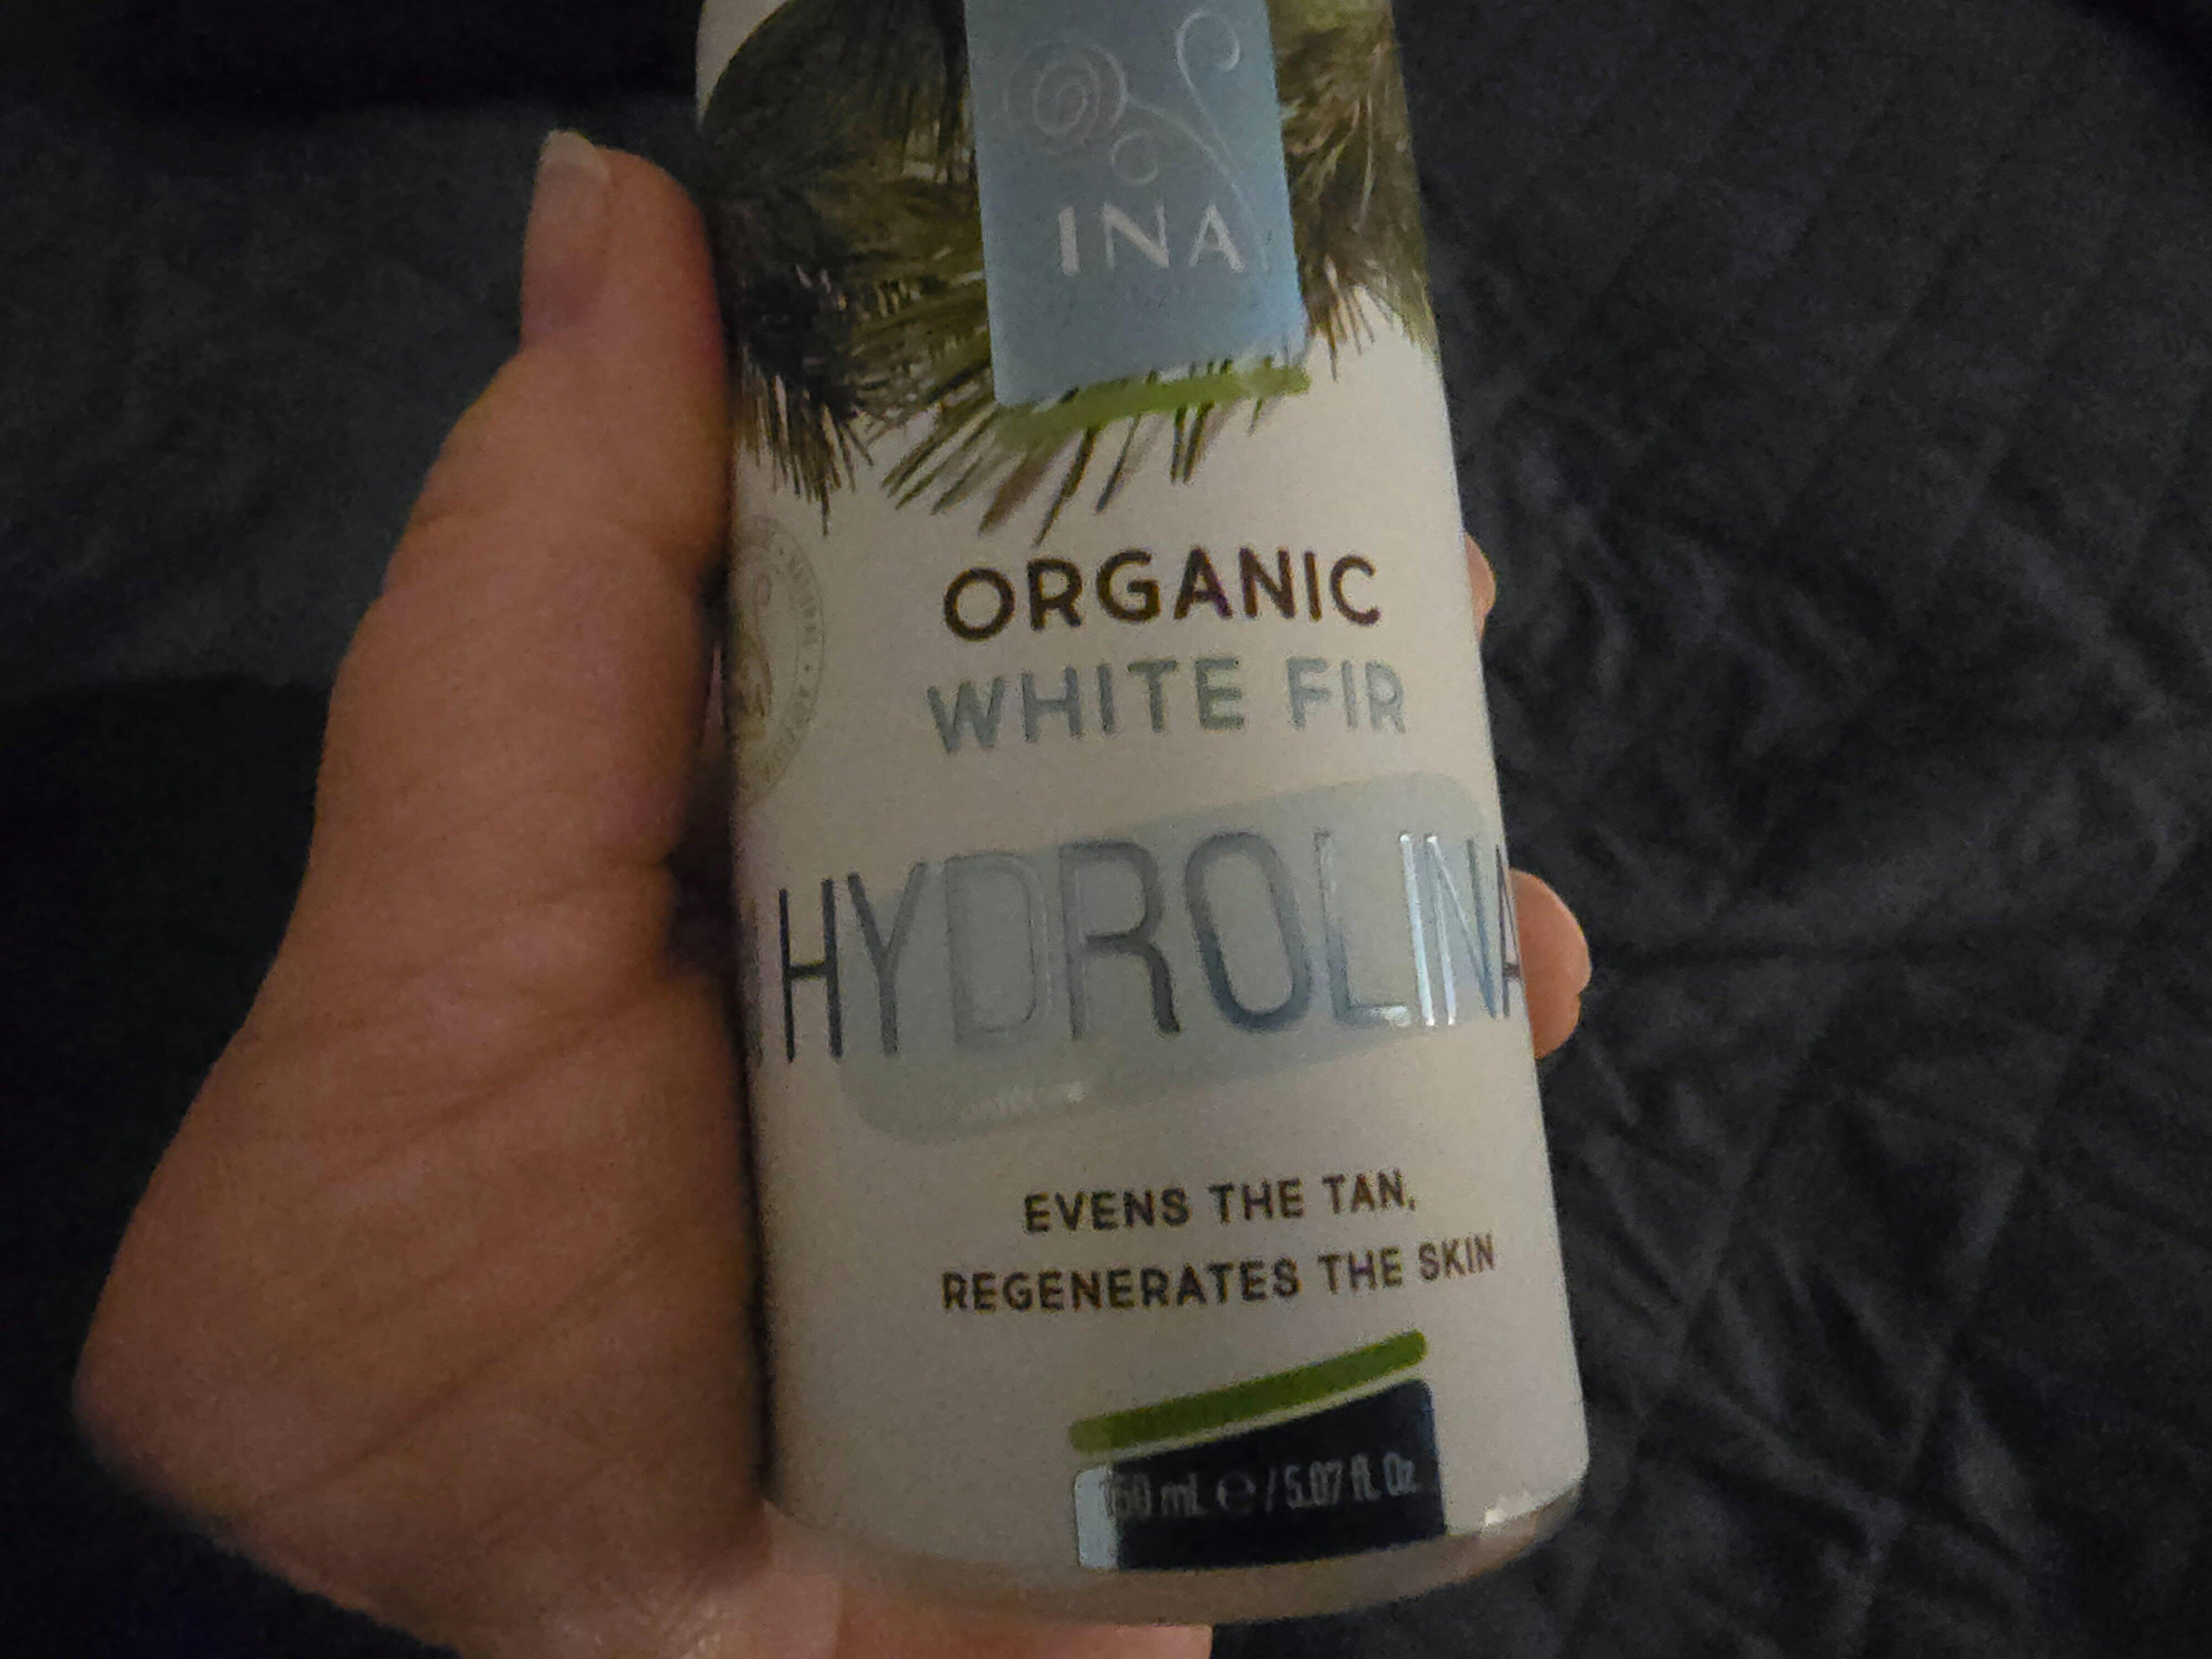 INA
ORGANIC
WHITE FIR
HYDROLINA
EVENS THE TAN,
REGENERATES THE SKIN
150 mL ℮ / 5.07 fl. Oz